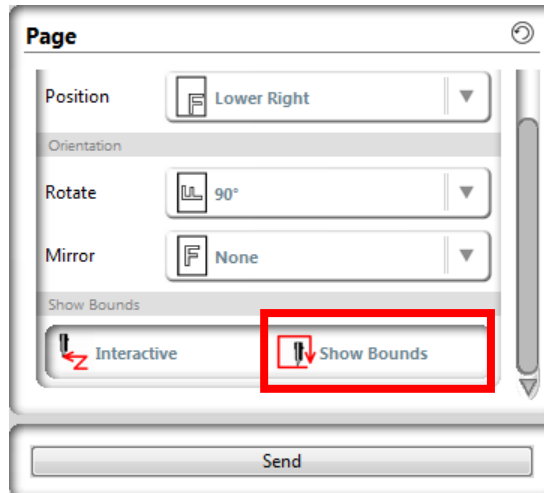 Page
Position
Lower Right
Orientation
Rotate
90°
Mirror
None
Show Bounds
Interactive
Show Bounds
Send